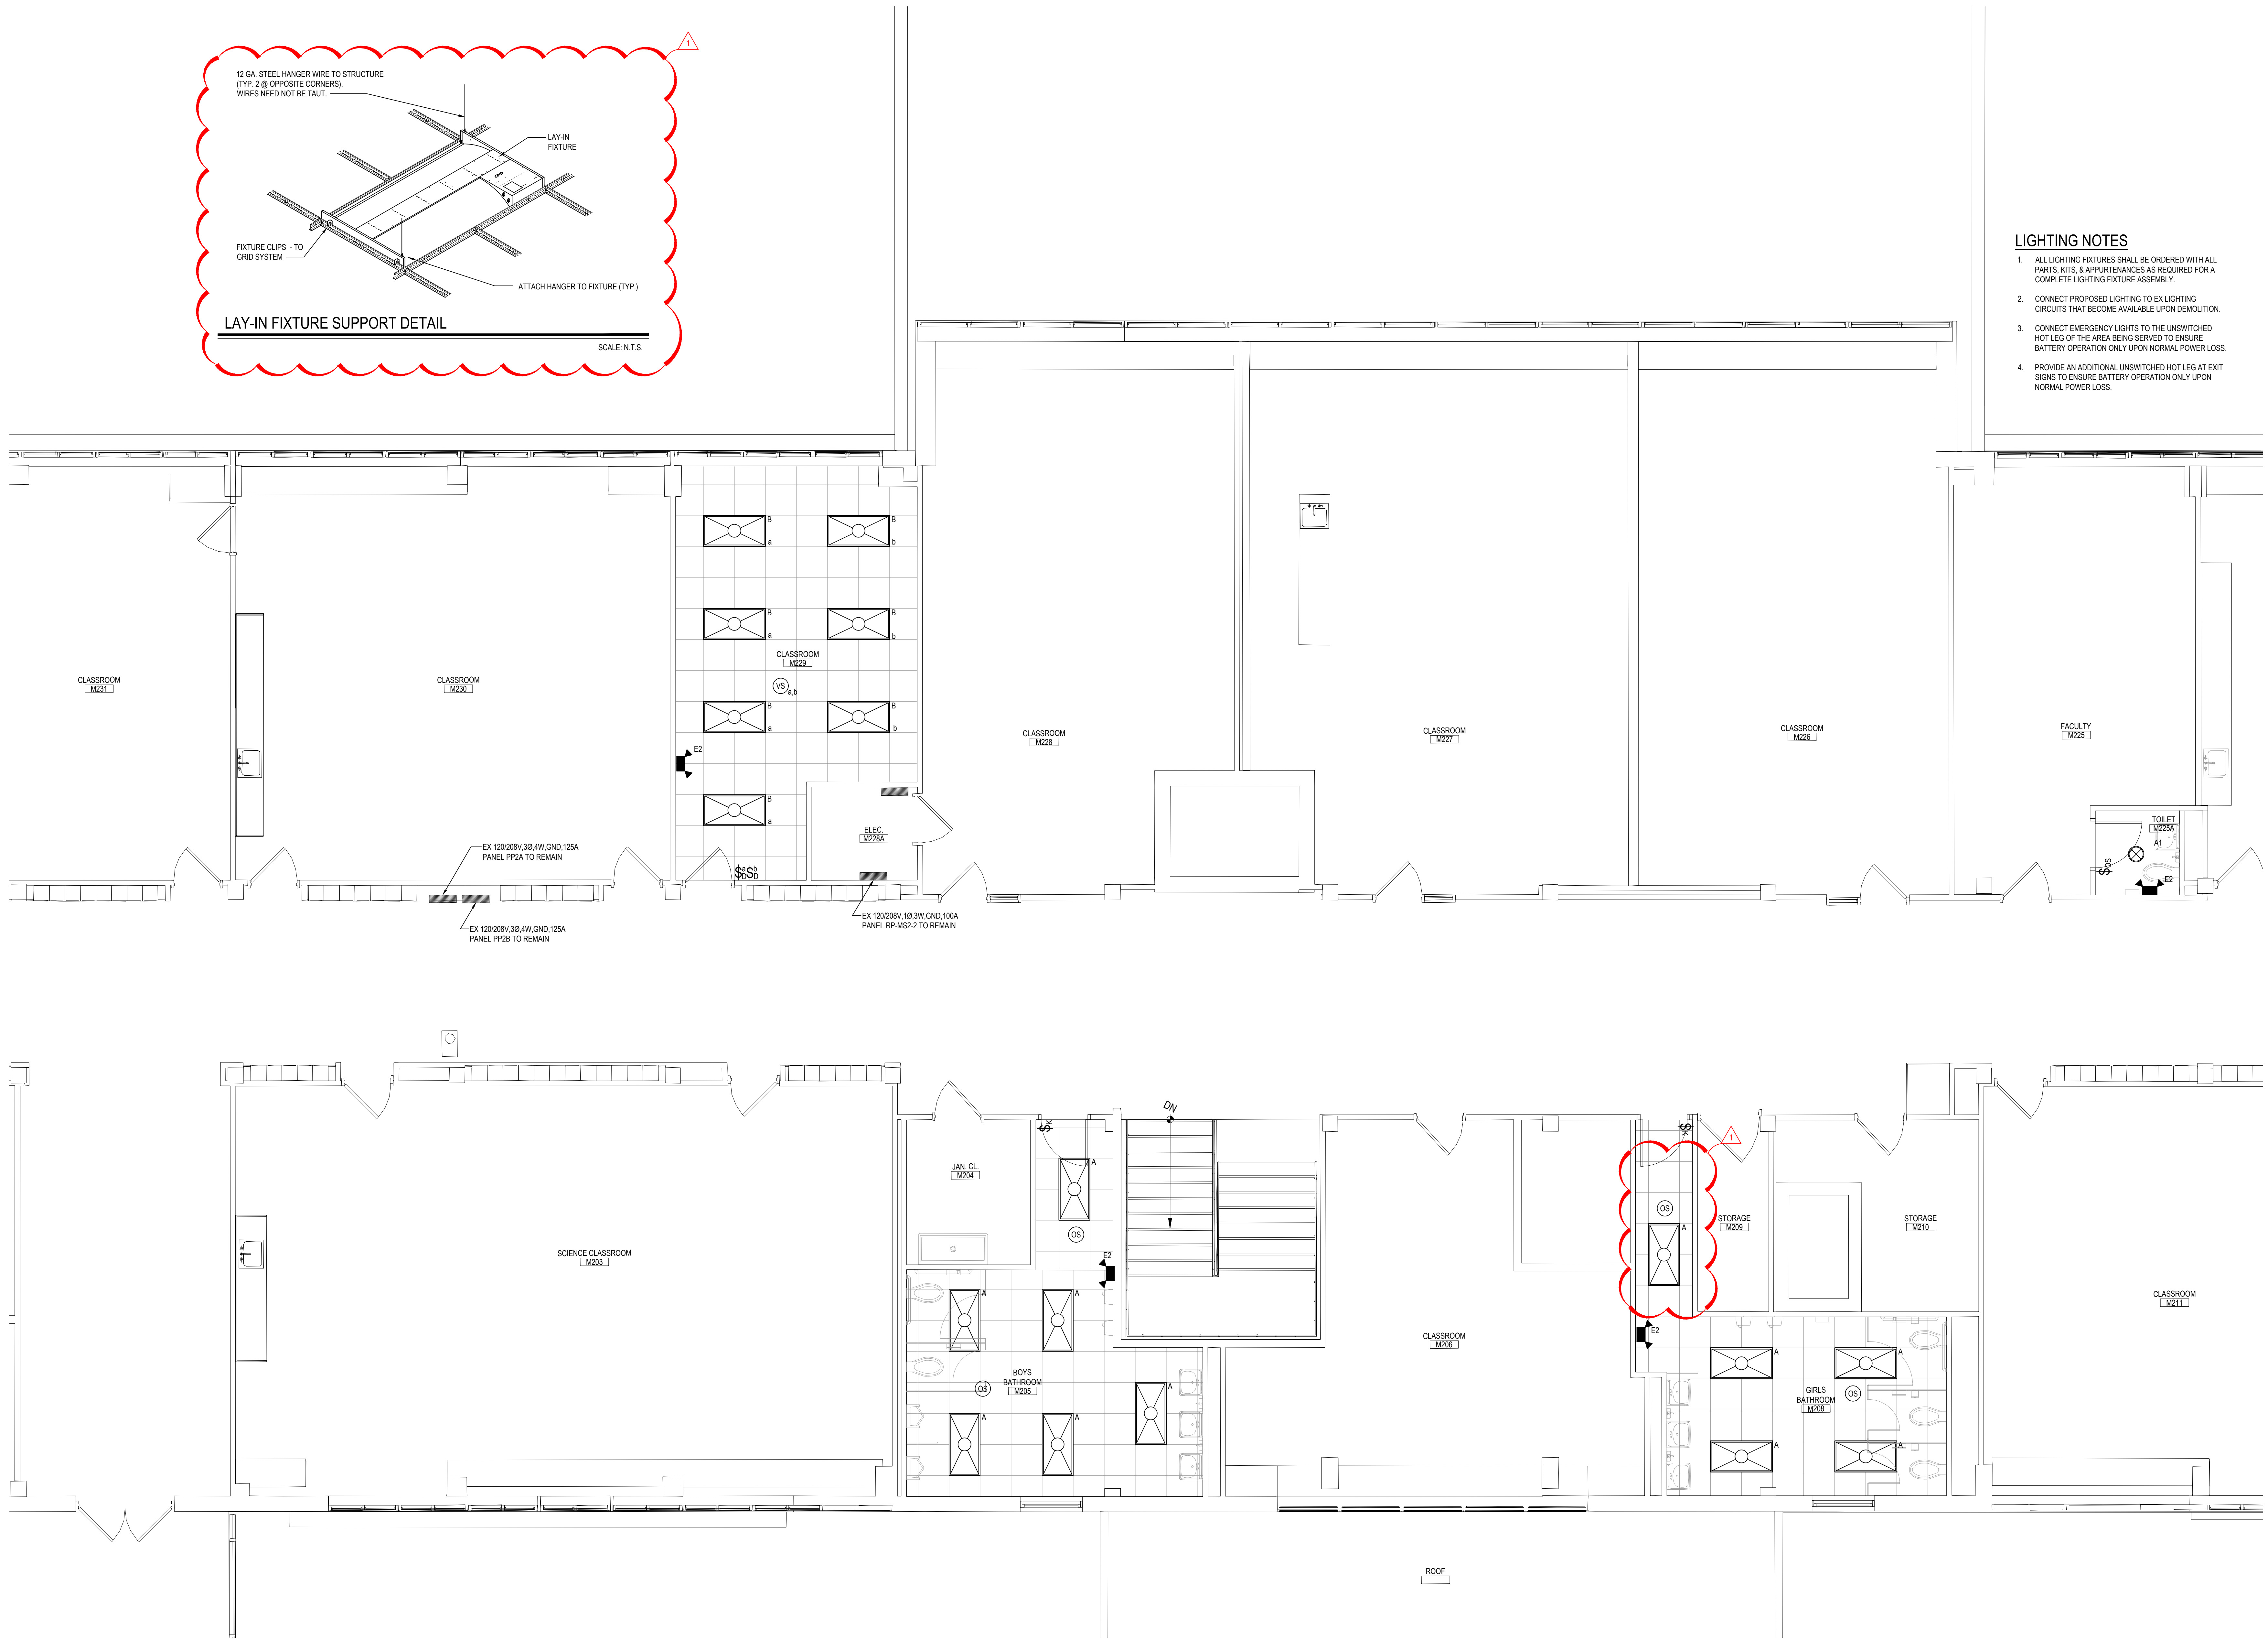 1
12 GA. STEEL HANGER WIRE TO STRUCTURE
(TYP. 2 @ OPPOSITE CORNERS).
WIRES NEED NOT BE TAUT.
LAY-IN
FIXTURE
FIXTURE CLIPS - TO
GRID SYSTEM
ATTACH HANGER TO FIXTURE (TYP.)
LAY-IN FIXTURE SUPPORT DETAIL
SCALE: N.T.S.
LIGHTING NOTES
1. ALL LIGHTING FIXTURES SHALL BE ORDERED WITH ALL
PARTS, KITS, & APPURTENANCES AS REQUIRED FOR A
COMPLETE LIGHTING FIXTURE ASSEMBLY.
2. CONNECT PROPOSED LIGHTING TO EX LIGHTING
CIRCUITS THAT BECOME AVAILABLE UPON DEMOLITION.
3. CONNECT EMERGENCY LIGHTS TO THE UNSWITCHED
HOT LEG OF THE AREA BEING SERVED TO ENSURE
BATTERY OPERATION ONLY UPON NORMAL POWER LOSS.
4. PROVIDE AN ADDITIONAL UNSWITCHED HOT LEG AT EXIT
SIGNS TO ENSURE BATTERY OPERATION ONLY UPON
NORMAL POWER LOSS.
CLASSROOM
M231
CLASSROOM
M230
B
a
B
b
B
a
B
b
CLASSROOM
M229
VS a,b
B
a
B
b
E2
B
a
$aD $bD
ELEC.
M228A
CLASSROOM
M228
CLASSROOM
M227
CLASSROOM
M226
FACULTY
M225
TOILET
M225A
A1
$OS
E2
EX 120/208V,3Ø,4W,GND,125A
PANEL PP2A TO REMAIN
EX 120/208V,3Ø,4W,GND,125A
PANEL PP2B TO REMAIN
EX 120/208V,1Ø,3W,GND,100A
PANEL RP-MS2-2 TO REMAIN
SCIENCE CLASSROOM
M203
JAN. CL.
M204
$K
A
OS
E2
A
A
BOYS
BATHROOM
M205
OS
A
A
A
DN
CLASSROOM
M206
$K
1
OS
A
E2
STORAGE
M209
STORAGE
M210
A
A
GIRLS
BATHROOM
M208
OS
A
A
CLASSROOM
M211
ROOF